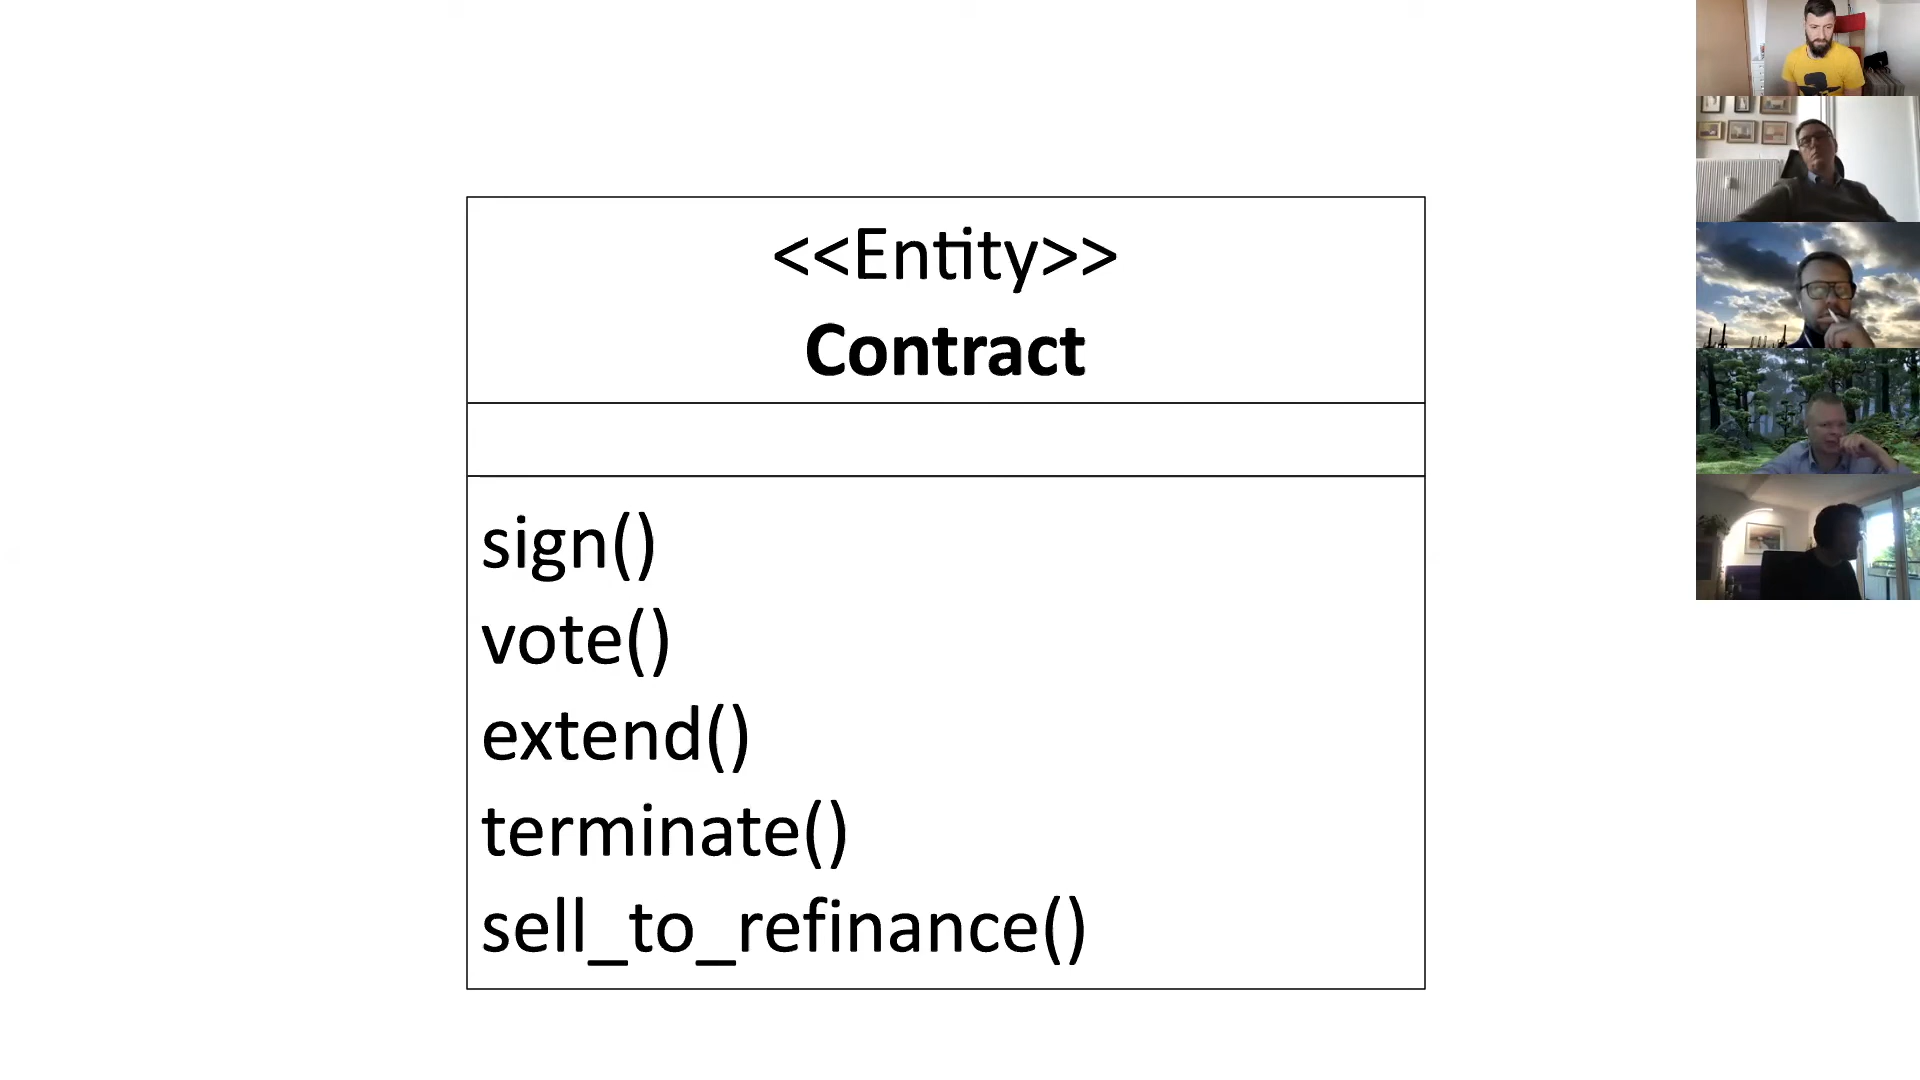 <<Entity>>
Contract
sign()
vote()
extend()
terminate()
sell_to_refinance()